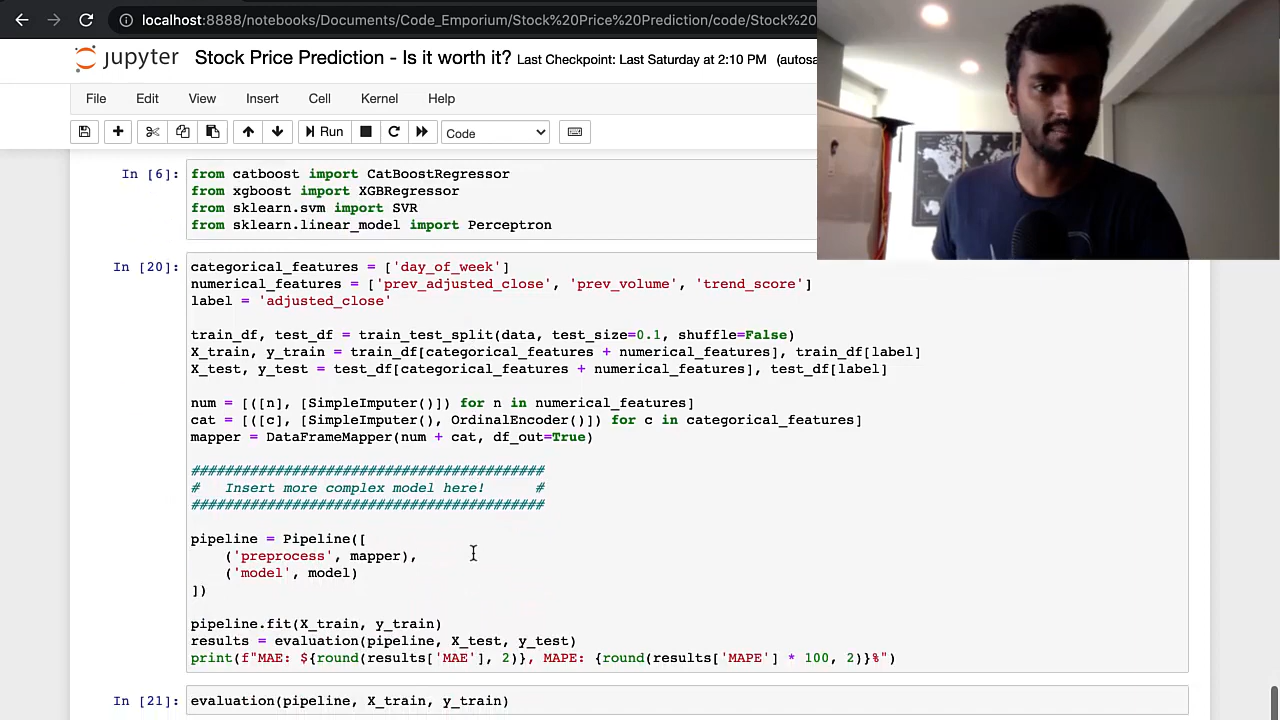 localhost:8888/notebooks/Documents/Code_Emporium/Stock%20Price%20Prediction/code/Stock%20
jupyter Stock Price Prediction - Is it worth it? Last Checkpoint: Last Saturday at 2:10 PM (autosa
File Edit View Insert Cell Kernel Help
Run Code
In [6]: from catboost import CatBoostRegressor
from xgboost import XGBRegressor
from sklearn.svm import SVR
from sklearn.linear_model import Perceptron
In [20]: categorical_features = ['day_of_week']
numerical_features = ['prev_adjusted_close', 'prev_volume', 'trend_score']
label = 'adjusted_close'
train_df, test_df = train_test_split(data, test_size=0.1, shuffle=False)
X_train, y_train = train_df[categorical_features + numerical_features], train_df[label]
X_test, y_test = test_df[categorical_features + numerical_features], test_df[label]
num = [([n], [SimpleImputer()]) for n in numerical_features]
cat = [([c], [SimpleImputer(), OrdinalEncoder()]) for c in categorical_features]
mapper = DataFrameMapper(num + cat, df_out=True)
##########################################
#   Insert more complex model here!      #
##########################################
pipeline = Pipeline([
('preprocess', mapper),
('model', model)
])
pipeline.fit(X_train, y_train)
results = evaluation(pipeline, X_test, y_test)
print(f"MAE: ${round(results['MAE'], 2)}, MAPE: {round(results['MAPE'] * 100, 2)}%")
In [21]: evaluation(pipeline, X_train, y_train)